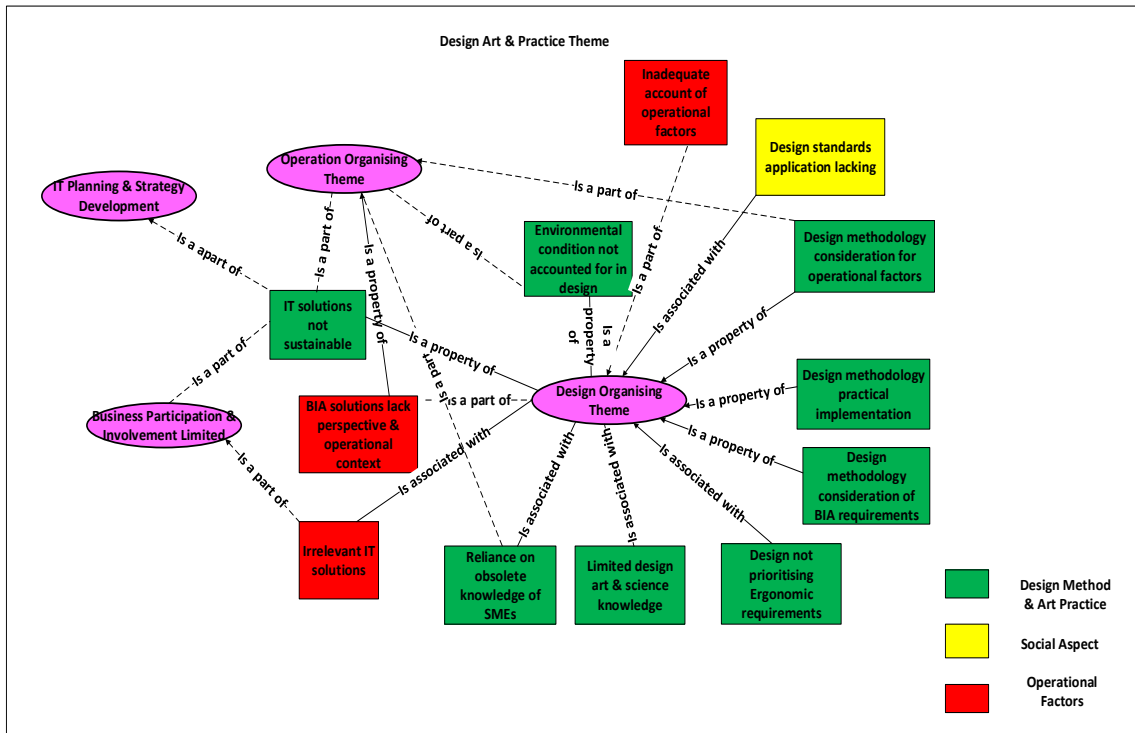 Design Art & Practice Theme
Inadequate
account of
operational
factors
Design standards
application lacking
Operation Organising
Theme
IT Planning & Strategy
Development
Is a part of
Is a part of
Environmental
condition not
accounted for in
design
Design methodology
consideration for
operational factors
Is a apart of
Is a part of
Is a property of
Is a part of
Is associated with
IT solutions
not
sustainable
Is a
property
of
Is a property of
Is a property of
Is a part of
Is a part of
Design Organising
Theme
Is a property of
Design methodology
practical
implementation
Business Participation &
Involvement Limited
BIA solutions lack
perspective &
operational
context
Is a part of
Is a property of
Design
methodology
consideration of
BIA requirements
Is a part of
Is associated with
Is associated with
Is associated with
Is associated with
Irrelevant IT
solutions
Reliance on
obsolete
knowledge of
SMEs
Limited design
art & science
knowledge
Design not
prioritising
Ergonomic
requirements
Design Method
& Art Practice
Social Aspect
Operational
Factors